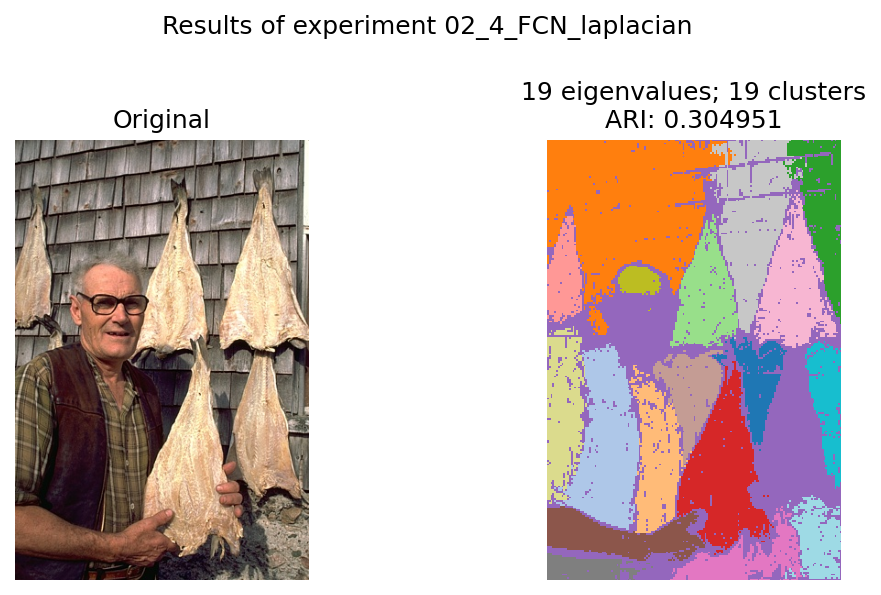 Results of experiment 02_4_FCN_laplacian
Original
19 eigenvalues; 19 clusters
ARI: 0.304951